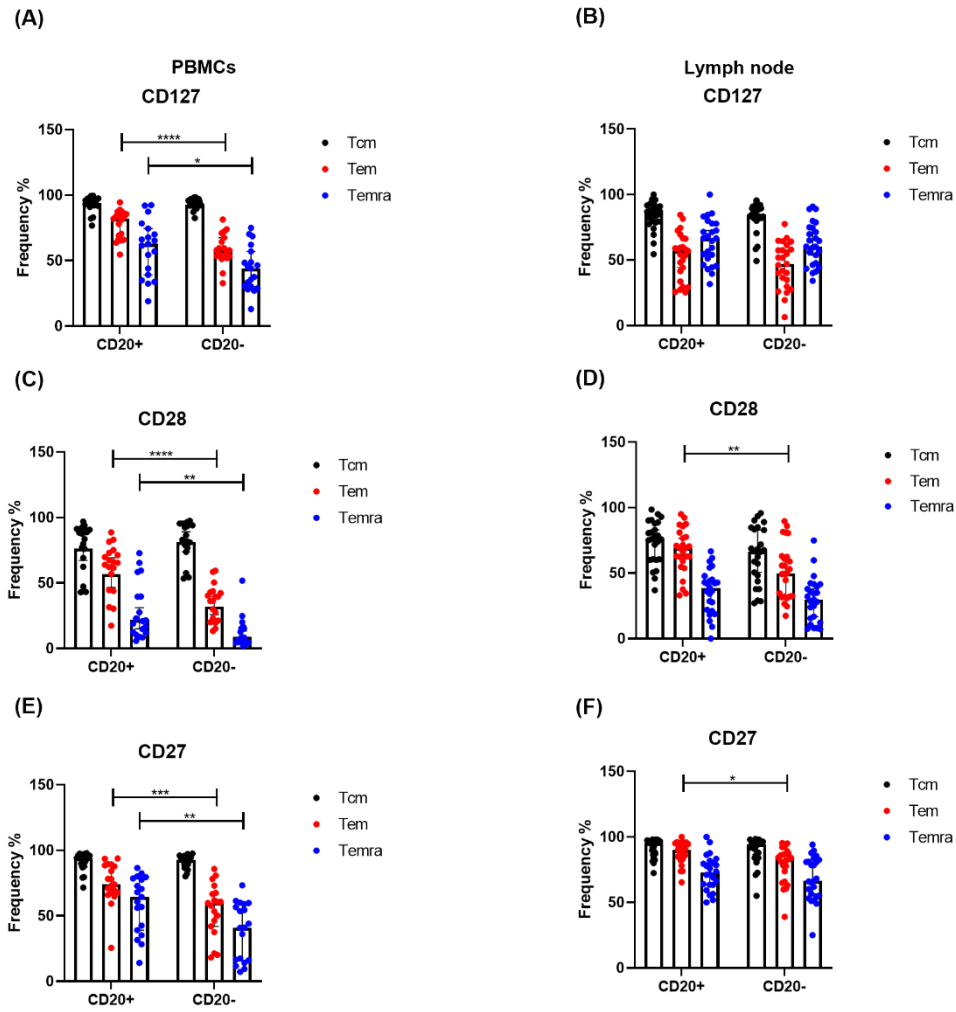 (A)
PBMCs
CD127
Frequency %
150
100
50
0
****
*
CD20+
CD20-
Tcm
Tem
Temra
(B)
Lymph node
CD127
Frequency %
150
100
50
0
CD20+
CD20-
Tcm
Tem
Temra
(C)
CD28
Frequency %
150
100
50
0
****
**
CD20+
CD20-
Tcm
Tem
Temra
(D)
CD28
Frequency %
150
100
50
0
**
CD20+
CD20-
Tcm
Tem
Temra
(E)
CD27
Frequency %
150
100
50
0
***
**
CD20+
CD20-
Tcm
Tem
Temra
(F)
CD27
Frequency %
150
100
50
0
*
CD20+
CD20-
Tcm
Tem
Temra